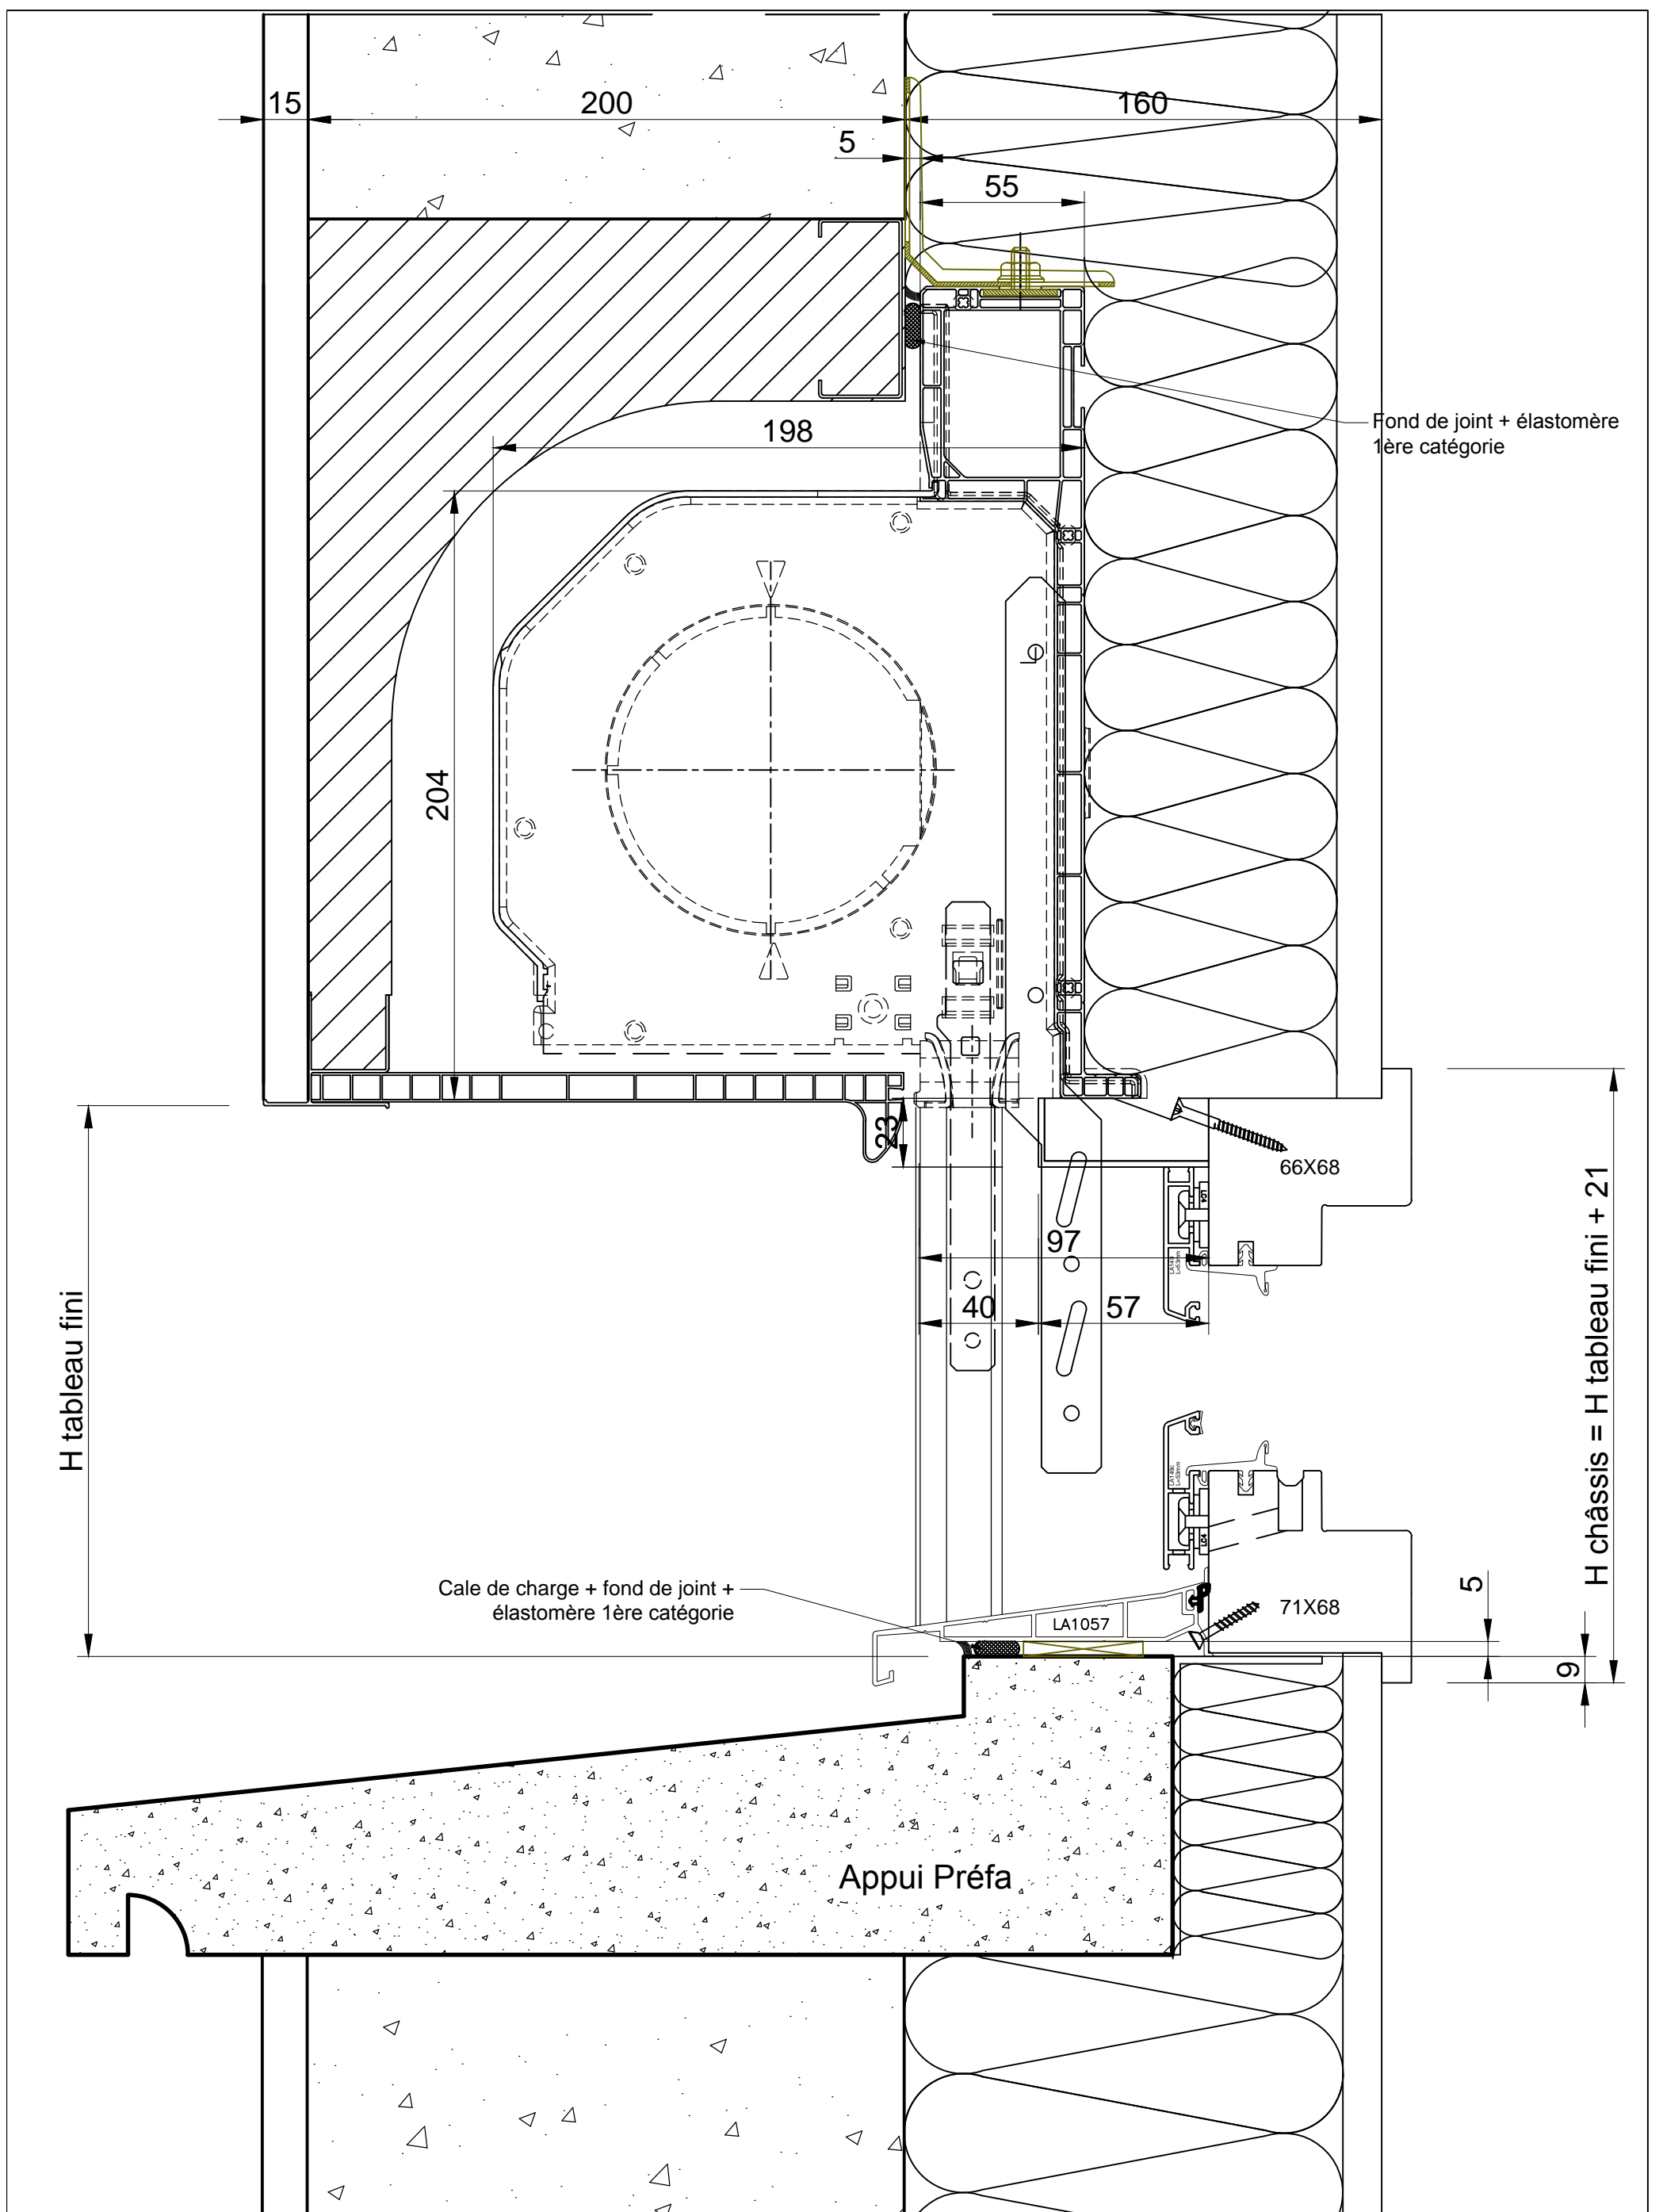 15
200
160
5
55
Fond de joint + élastomère
1ère catégorie
198
204
23
66X68
LC4
97
40
57
H tableau fini
H châssis = H tableau fini + 21
L=53mm
Cale de charge + fond de joint +
élastomère 1ère catégorie
LA1057
71X68
5
9
Appui Préfa